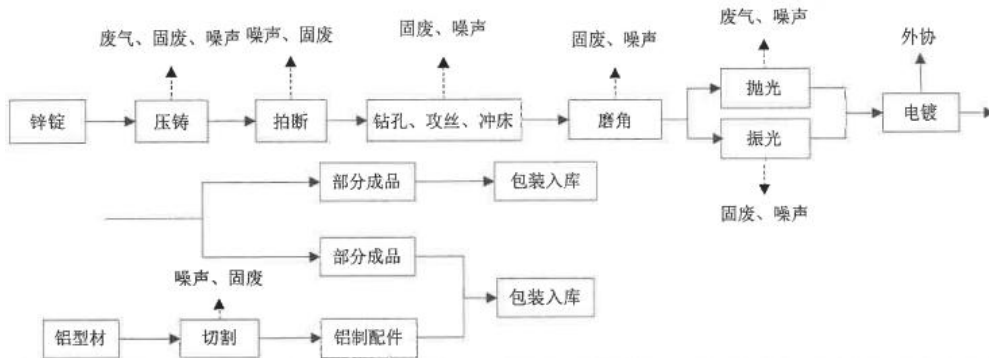 废气、固废、噪声
噪声、固废
固废、噪声
固废、噪声
废气、噪声
外协
锌锭
压铸
拍断
钻孔、攻丝、冲床
磨角
抛光
振光
电镀
固废、噪声
部分成品
包装入库
部分成品
噪声、固废
包装入库
铝型材
切割
铝制配件